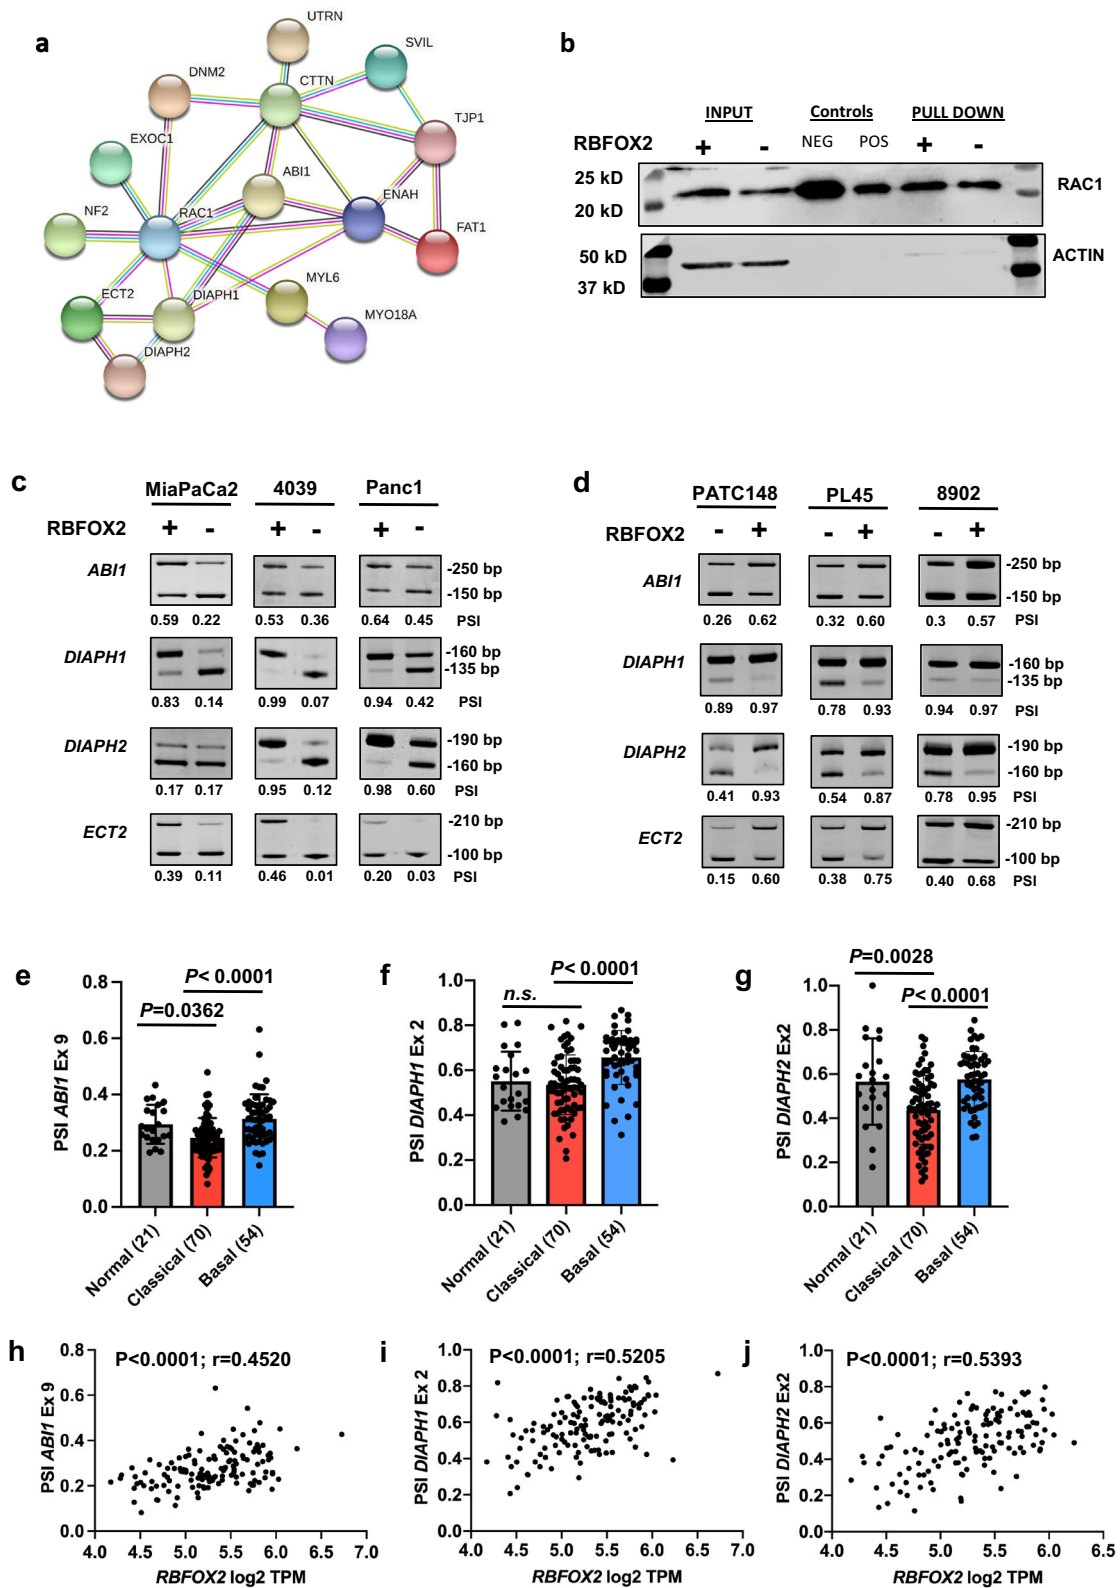 a
UTRN
SVIL
DNM2
CTTN
TJP1
EXOC1
ABI1
ENAH
NF2
RAC1
FAT1
ECT2
DIAPH1
MYL6
MYO18A
DIAPH2
b
INPUT Controls PULL DOWN
RBFOX2 + - NEG POS + -
25 kD
20 kD
RAC1
50 kD
37 kD
ACTIN
c
MiaPaCa2 4039 Panc1
RBFOX2 + - + - + -
ABI1
-250 bp
-150 bp
0.59 0.22 0.53 0.36 0.64 0.45 PSI
DIAPH1
-160 bp
-135 bp
0.83 0.14 0.99 0.07 0.94 0.42 PSI
DIAPH2
-190 bp
-160 bp
0.17 0.17 0.95 0.12 0.98 0.60 PSI
ECT2
-210 bp
-100 bp
0.39 0.11 0.46 0.01 0.20 0.03 PSI
d
PATC148 PL45 8902
RBFOX2 - + - + - +
ABI1
-250 bp
-150 bp
0.26 0.62 0.32 0.60 0.3 0.57 PSI
DIAPH1
-160 bp
-135 bp
0.89 0.97 0.78 0.93 0.94 0.97 PSI
DIAPH2
-190 bp
-160 bp
0.41 0.93 0.54 0.87 0.78 0.95 PSI
ECT2
-210 bp
-100 bp
0.15 0.60 0.38 0.75 0.40 0.68 PSI
e
P< 0.0001
P=0.0362
PSI ABI1 Ex 9
0.8
0.6
0.4
0.2
0.0
Normal (21)
Classical (70)
Basal (54)
f
P< 0.0001
n.s.
PSI DIAPH1 Ex 2
1.0
0.8
0.6
0.4
0.2
0.0
Normal (21)
Classical (70)
Basal (54)
g
P=0.0028
P< 0.0001
PSI DIAPH2 Ex2
1.0
0.8
0.6
0.4
0.2
0.0
Normal (21)
Classical (70)
Basal (54)
h
P<0.0001; r=0.4520
PSI ABI1 Ex 9
0.8
0.6
0.4
0.2
0.0
4.0 4.5 5.0 5.5 6.0 6.5 7.0
RBFOX2 log2 TPM
i
P<0.0001; r=0.5205
PSI DIAPH1 Ex 2
1.0
0.8
0.6
0.4
0.2
0.0
4.0 4.5 5.0 5.5 6.0 6.5 7.0
RBFOX2 log2 TPM
j
P<0.0001; r=0.5393
PSI DIAPH2 Ex2
1.0
0.8
0.6
0.4
0.2
0.0
4.0 4.5 5.0 5.5 6.0 6.5
RBFOX2 log2 TPM